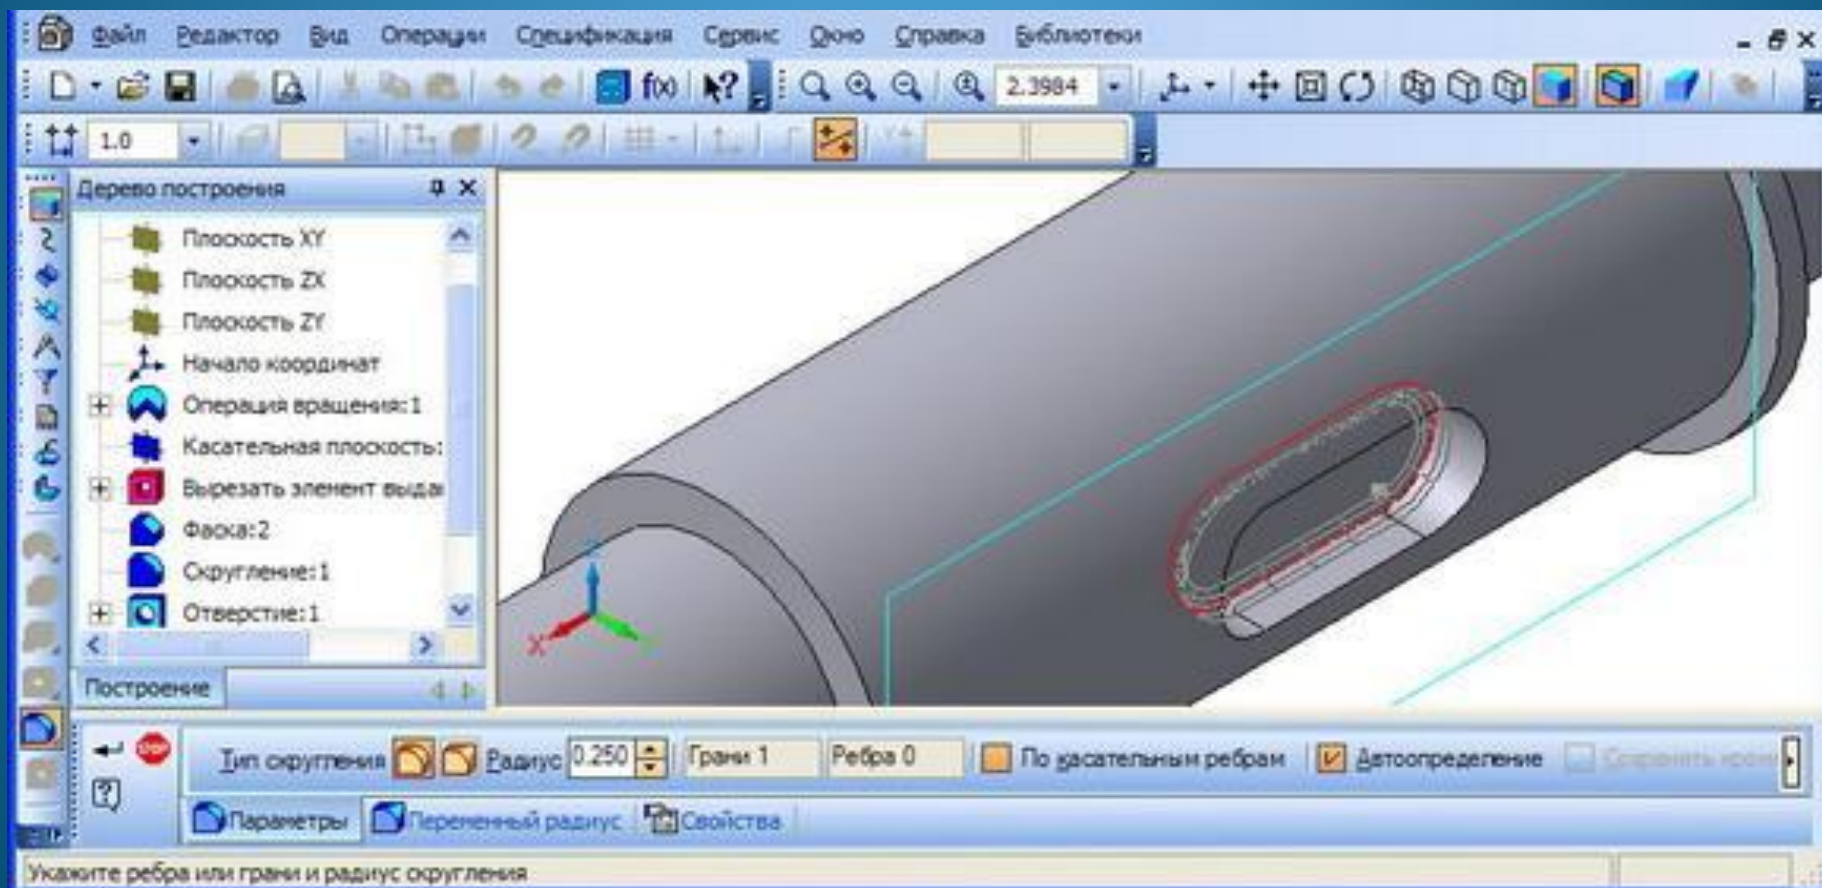 Файл Редактор Вид Операции Спецификация Сервис Окно Справка Библиотеки
f(x) 2.3984
1.0
Дерево построения
Плоскость XY
Плоскость ZX
Плоскость ZY
Начало координат
Операция вращения:1
Касательная плоскость:
Вырезать элемент выда
Фаска:2
Скругление:1
Отверстие:1
Построение
X
STOP Тип скругления Радиус 0.250 Грани 1 Ребра 0 По касательным ребрам Автоопределение
Параметры Переменный радиус Свойства
Укажите ребра или грани и радиус скругления